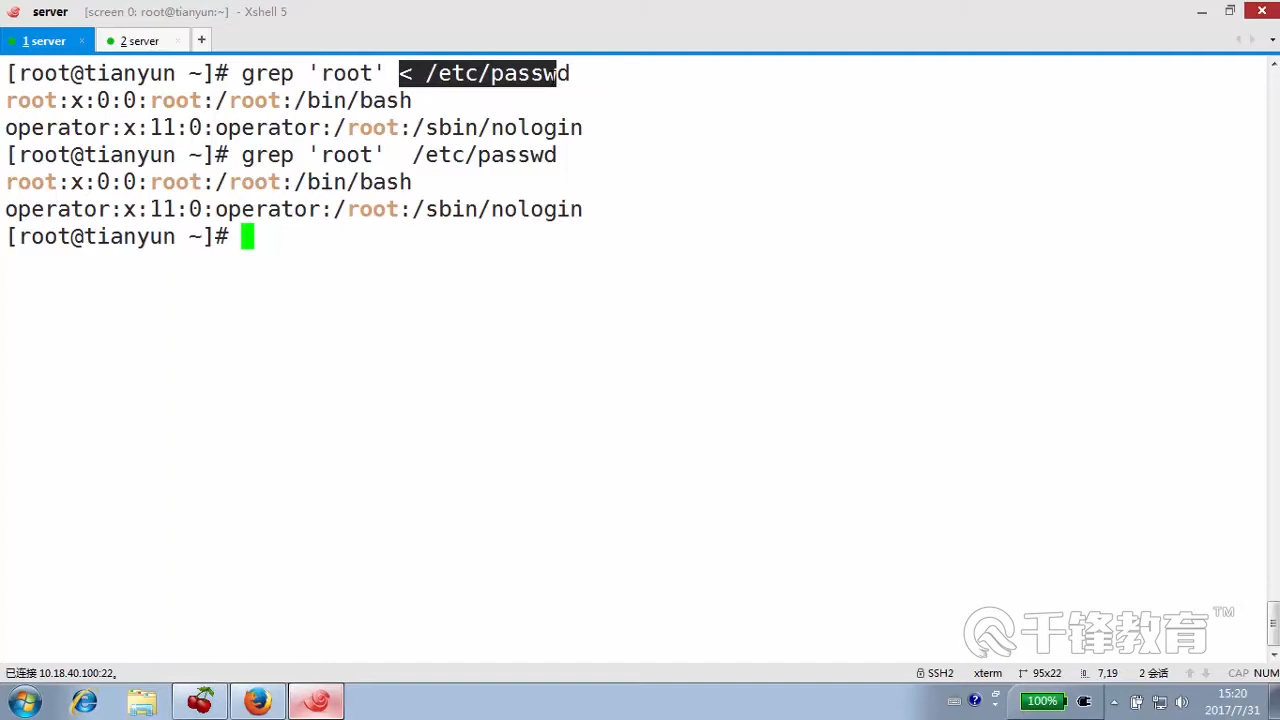 server [screen 0: root@tianyun:~] - Xshell 5
1 server × 2 server × +
[root@tianyun ~]# grep 'root' < /etc/passwd
root:x:0:0:root:/root:/bin/bash
operator:x:11:0:operator:/root:/sbin/nologin
[root@tianyun ~]# grep 'root'  /etc/passwd
root:x:0:0:root:/root:/bin/bash
operator:x:11:0:operator:/root:/sbin/nologin
[root@tianyun ~]#
千锋教育™
已连接 10.18.40.100:22。 SSH2 xterm 95x22 7,19 2 会话 CAP NUM
100% 15:20
2017/7/31